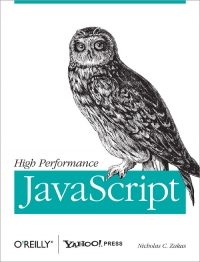 High Performance
JavaScript
O'REILLY®
YAHOO! PRESS
Nicholas C. Zakas